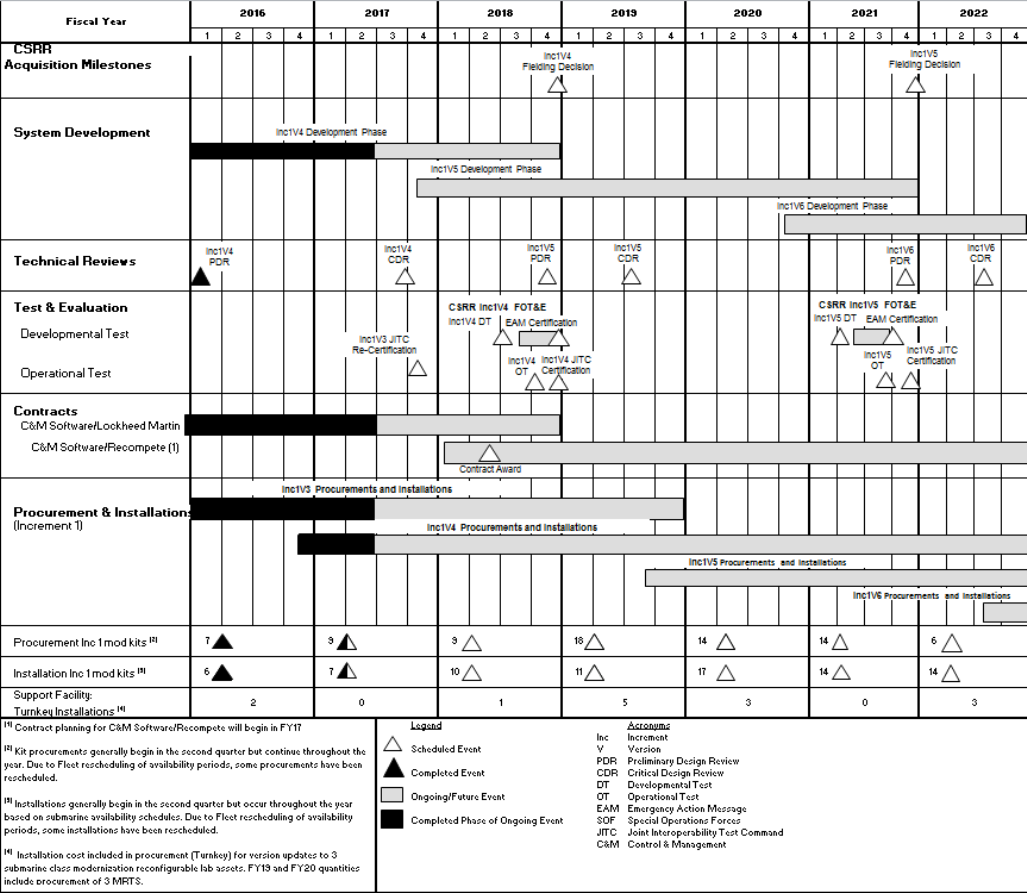 Fiscal Year
2016 2017 2018 2019 2020 2021 2022
1 2 3 4 1 2 3 4 1 2 3 4 1 2 3 4 1 2 3 4 1 2 3 4 1 2 3 4
CSRR
Acquisition Milestones
Inc1V4
Fielding Decision
Inc1V5
Fielding Decision
System Development
Inc1V4 Development Phase
Inc1V5 Development Phase
Inc1V6 Development Phase
Technical Reviews
Inc1V4
PDR
Inc1V4
CDR
Inc1V5
PDR
Inc1V5
CDR
Inc1V6
PDR
Inc1V6
CDR
Test & Evaluation
CSRR Inc1V4 FOT&E
CSRR Inc1V5 FOT&E
Developmental Test
Inc1V4 DT
EAM Certification
Inc1V5 DT
EAM Certification
Inc1V3 JITC
Re-Certification
Operational Test
Inc1V4
OT
Inc1V4 JITC
Certification
Inc1V5
OT
Inc1V5 JITC
Certification
Contracts
C&M Software/Lockheed Martin
C&M Software/Recompete (1)
Contract Award
Procurement & Installations
(Increment 1)
Inc1V3 Procurements and Installations
Inc1V4 Procurements and Installations
Inc1V5 Procurements and Installations
Inc1V6 Procurements and Installations
Procurement Inc 1 mod kits [2]
7 9 9 18 14 14 6
Installation Inc 1 mod kits [3]
6 7 10 11 17 14 14
Support Facility:
Turnkey Installations [4]
2 0 1 5 3 0 3
[1] Contract planning for C&M Software/Recompete will begin in FY17
[2] Kit procurements generally begin in the second quarter but continue throughout the
year. Due to Fleet rescheduling of availability periods, some procurements have been
rescheduled.
[3] Installations generally begin in the second quarter but occur throughout the year
based on submarine availability schedules. Due to Fleet rescheduling of availability
periods, some installations have been rescheduled.
[4] Installation cost included in procurement (Turnkey) for version updates to 3
submarine class modernization reconfigurable lab assets. FY19 and FY20 quantities
include procurement of 3 MRTS.
Legend
Scheduled Event
Completed Event
Ongoing/Future Event
Completed Phase of Ongoing Event
Acronyms
Inc Increment
V Version
PDR Preliminary Design Review
CDR Critical Design Review
DT Developmental Test
OT Operational Test
EAM Emergency Action Message
SOF Special Operations Forces
JITC Joint Interoperability Test Command
C&M Control & Management